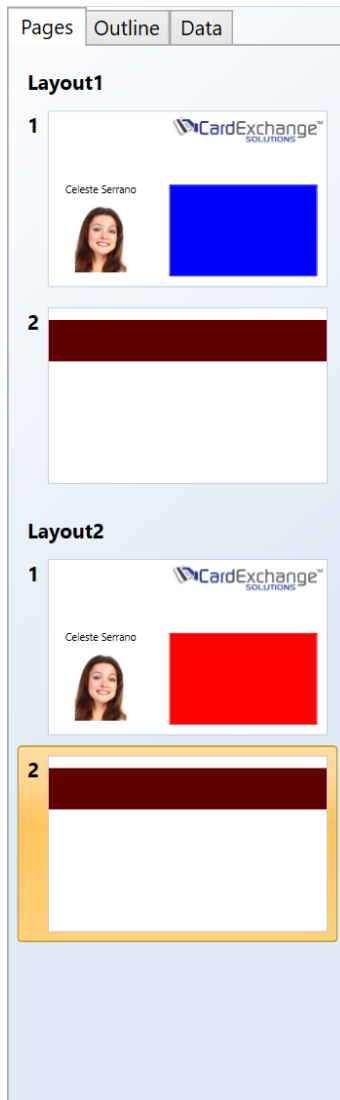 Pages Outline Data
Layout1
1
CardExchange™
SOLUTIONS
Celeste Serrano
2
Layout2
1
CardExchange™
SOLUTIONS
Celeste Serrano
2